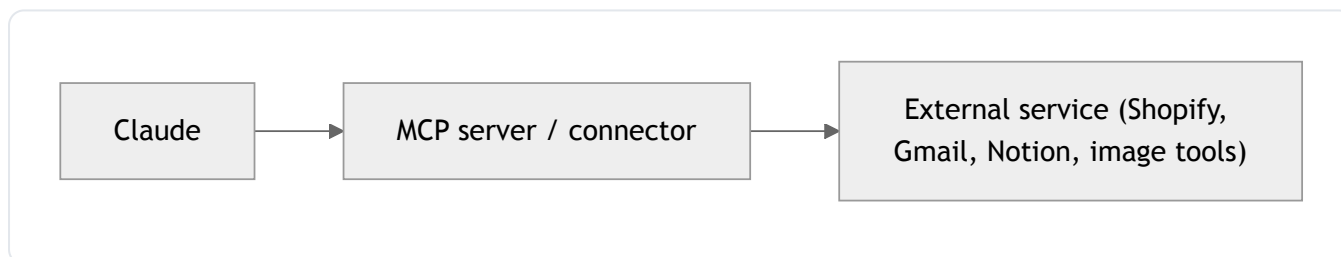 Claude
MCP server / connector
External service (Shopify,
Gmail, Notion, image tools)